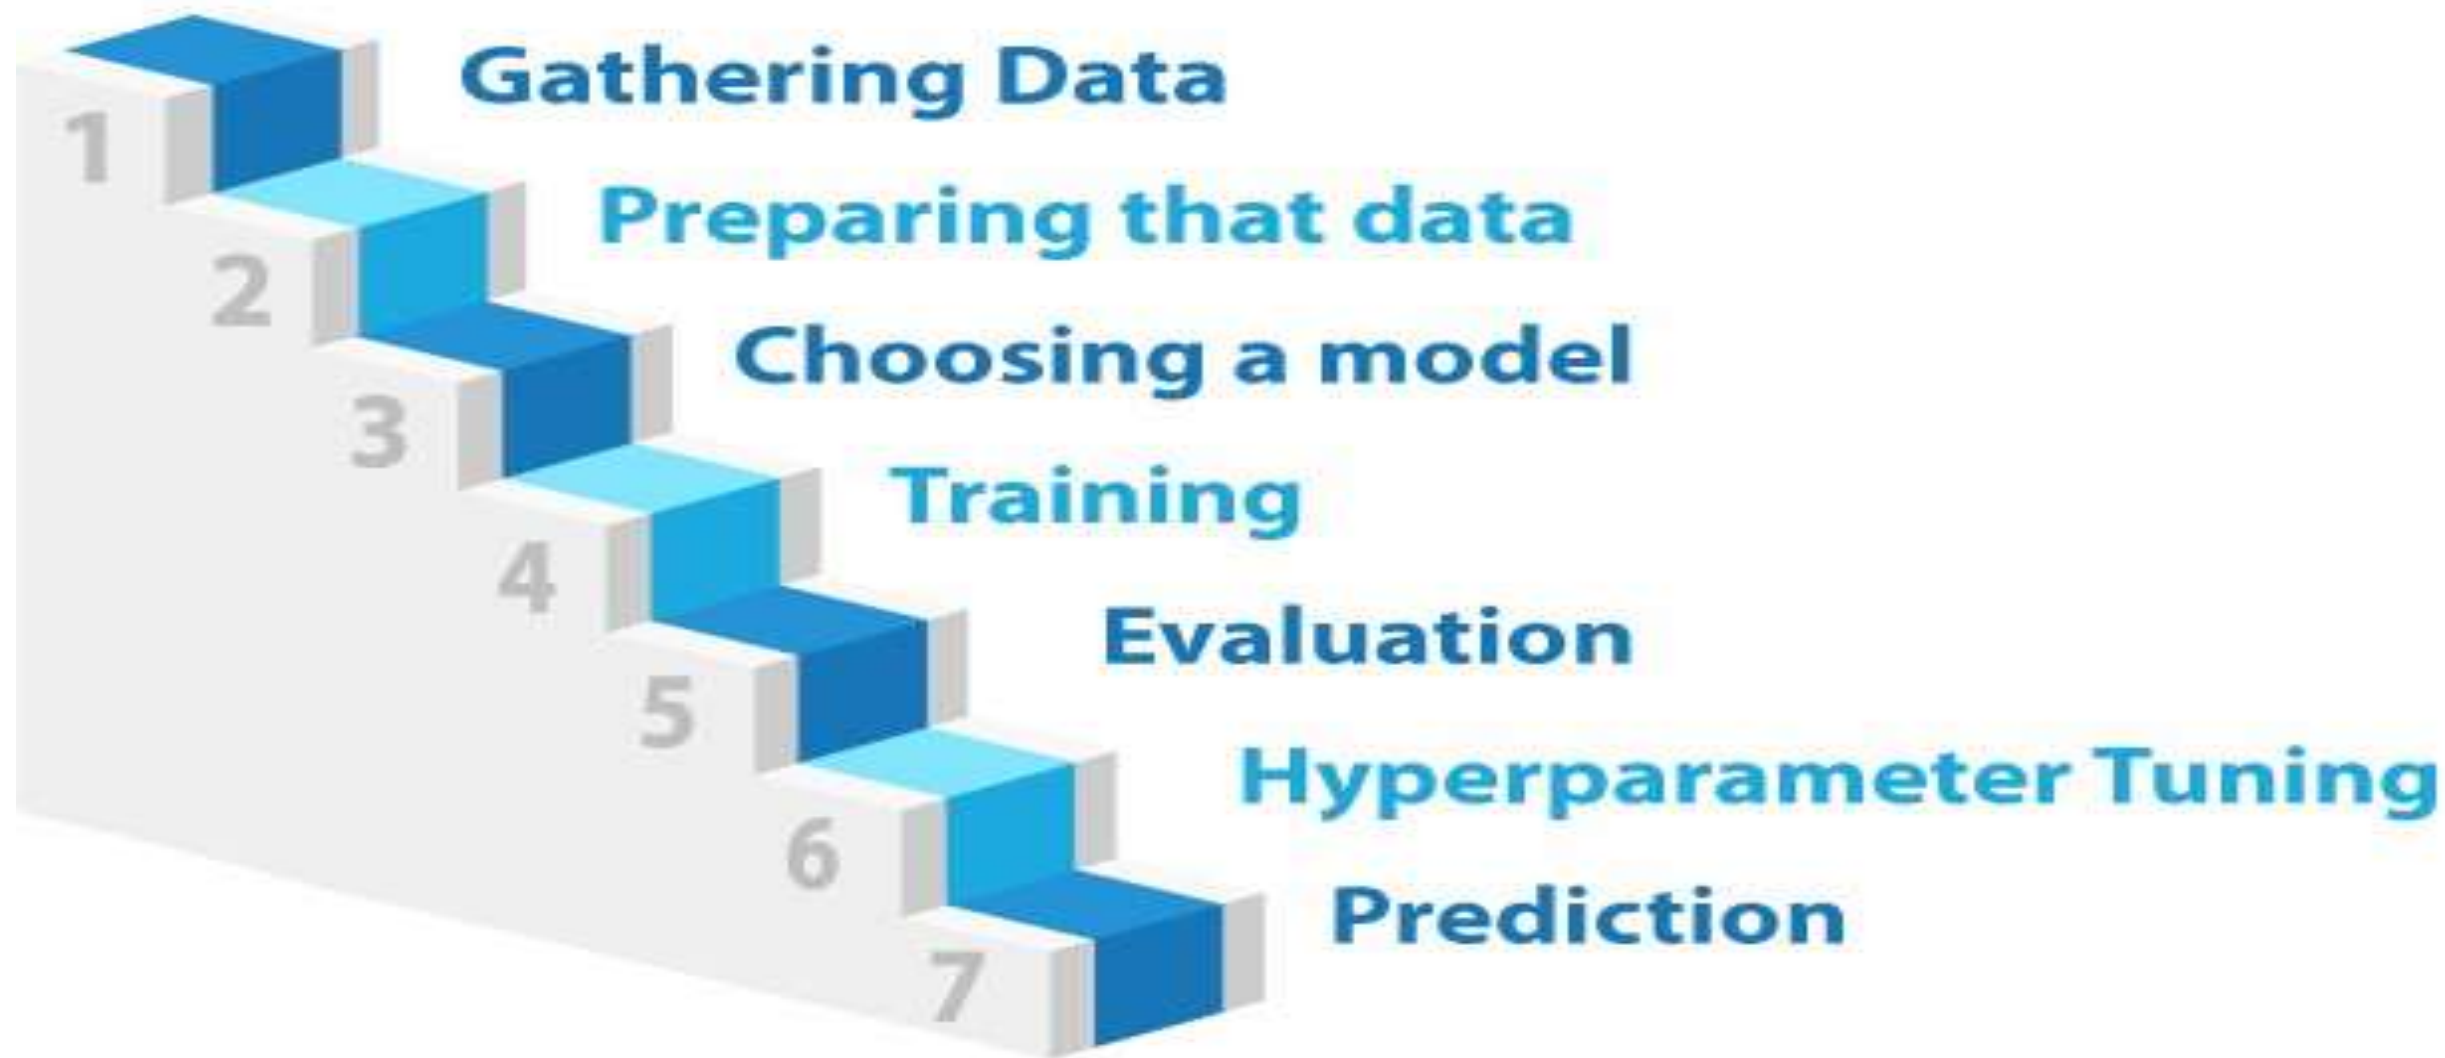 1 Gathering Data
2 Preparing that data
3 Choosing a model
4 Training
5 Evaluation
6 Hyperparameter Tuning
7 Prediction